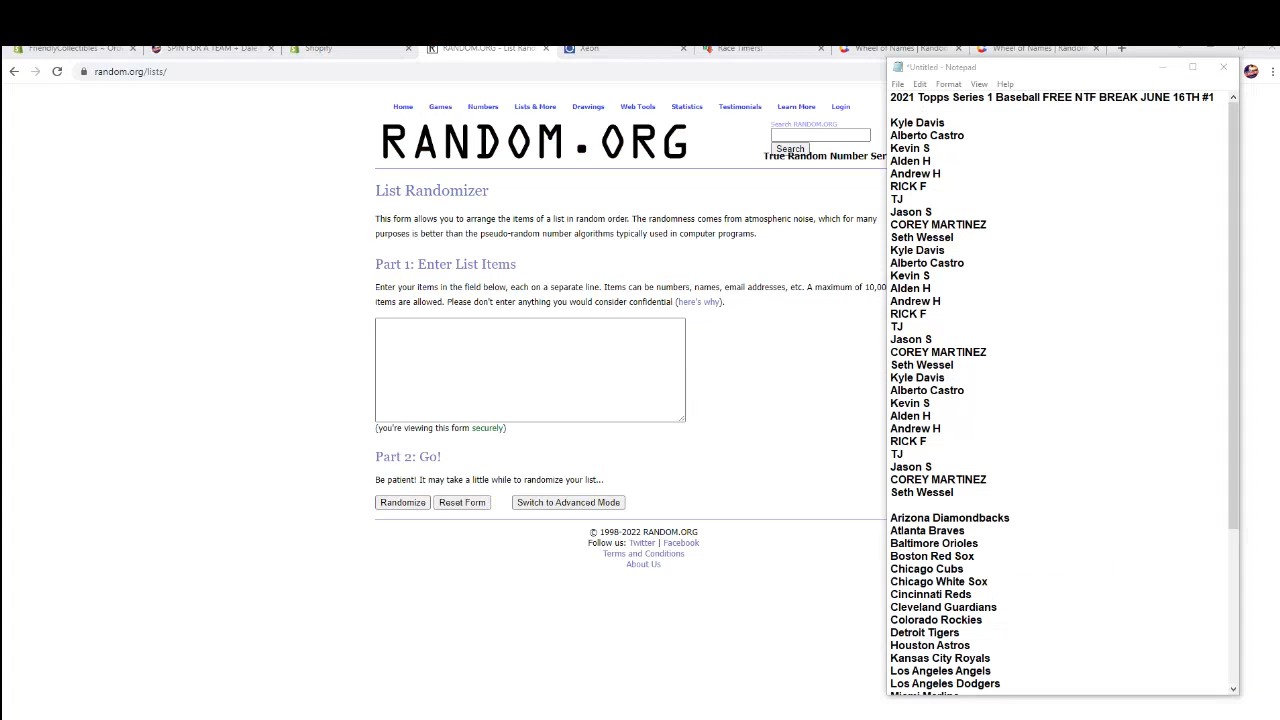 FriendlyCollectibles - Ord
SPIN FOR A TEAM + Dale
Shopify
RANDOM.ORG - List Rand
Xeon
Race Timers!
Wheel of Names | Rando
Wheel of Names | Rando
random.org/lists/
Home Games Numbers Lists & More Drawings Web Tools Statistics Testimonials Learn More Login
Search RANDOM.ORG
RANDOM.ORG
Search
True Random Number Ser
List Randomizer
This form allows you to arrange the items of a list in random order. The randomness comes from atmospheric noise, which for many
purposes is better than the pseudo-random number algorithms typically used in computer programs.
Part 1: Enter List Items
Enter your items in the field below, each on a separate line. Items can be numbers, names, email addresses, etc. A maximum of 10,00
items are allowed. Please don't enter anything you would consider confidential (here's why).
(you're viewing this form securely)
Part 2: Go!
Be patient! It may take a little while to randomize your list...
Randomize Reset Form Switch to Advanced Mode
© 1998-2022 RANDOM.ORG
Follow us: Twitter | Facebook
Terms and Conditions
About Us
*Untitled - Notepad
File Edit Format View Help
2021 Topps Series 1 Baseball FREE NTF BREAK JUNE 16TH #1
Kyle Davis
Alberto Castro
Kevin S
Alden H
Andrew H
RICK F
TJ
Jason S
COREY MARTINEZ
Seth Wessel
Kyle Davis
Alberto Castro
Kevin S
Alden H
Andrew H
RICK F
TJ
Jason S
COREY MARTINEZ
Seth Wessel
Kyle Davis
Alberto Castro
Kevin S
Alden H
Andrew H
RICK F
TJ
Jason S
COREY MARTINEZ
Seth Wessel
Arizona Diamondbacks
Atlanta Braves
Baltimore Orioles
Boston Red Sox
Chicago Cubs
Chicago White Sox
Cincinnati Reds
Cleveland Guardians
Colorado Rockies
Detroit Tigers
Houston Astros
Kansas City Royals
Los Angeles Angels
Los Angeles Dodgers
Miami Marlins